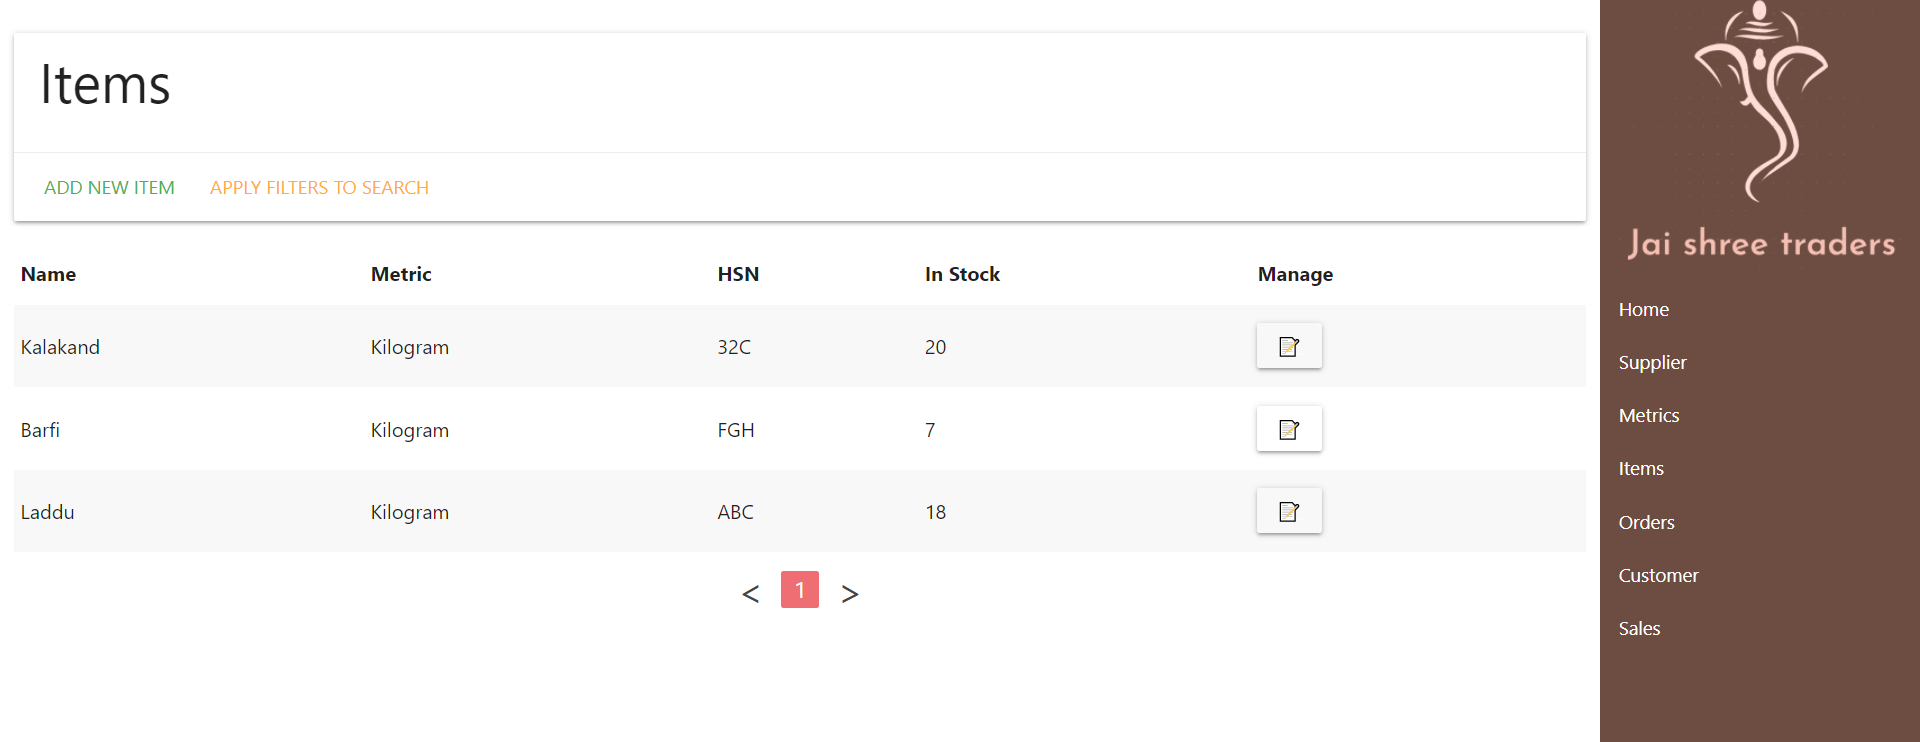 Items
ADD NEW ITEM APPLY FILTERS TO SEARCH
Name Metric HSN In Stock Manage
Kalakand Kilogram 32C 20
Barfi Kilogram FGH 7
Laddu Kilogram ABC 18
< 1 >
Jai shree traders
Home
Supplier
Metrics
Items
Orders
Customer
Sales